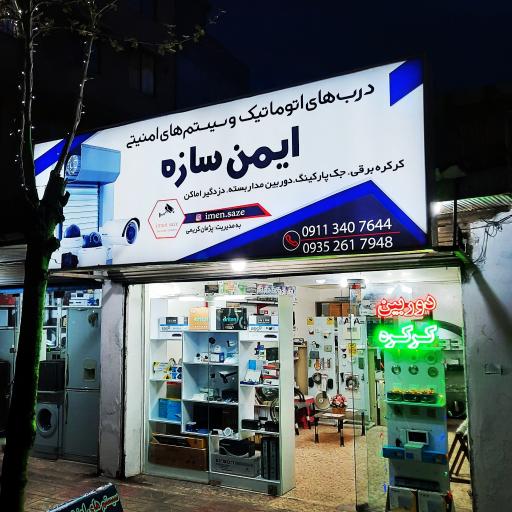 درب‌های اتوماتیک و سیستم‌های امنیتی
ایمن سازه
کرکره برقی، جک پارکینگ، دوربین مداربسته، دزدگیر اماکن
imen.saze
به مدیریت: پژمان کریمی
0911 340 7644
0935 261 7948
دوربین
کرکره